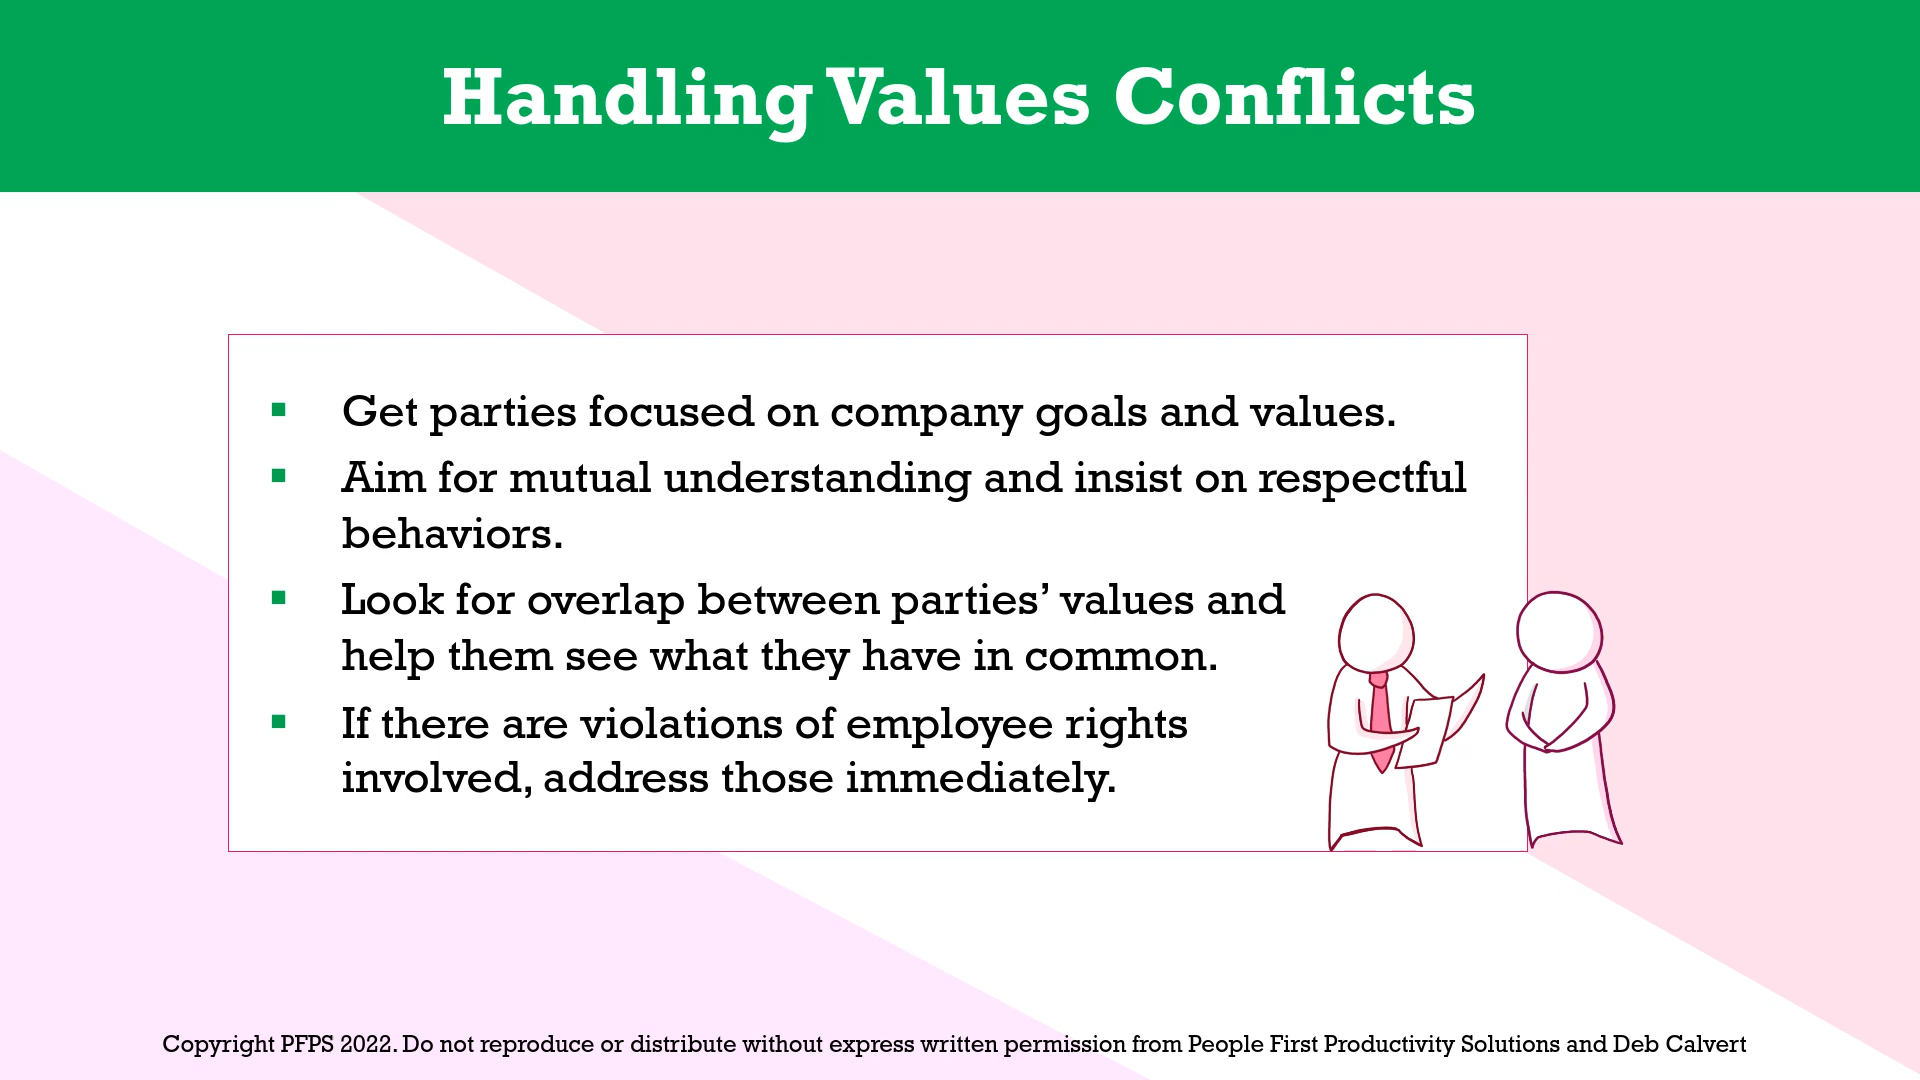 Handling Values Conflicts
▪ Get parties focused on company goals and values.
▪ Aim for mutual understanding and insist on respectful
behaviors.
▪ Look for overlap between parties’ values and
help them see what they have in common.
▪ If there are violations of employee rights
involved, address those immediately.
Copyright PFPS 2022. Do not reproduce or distribute without express written permission from People First Productivity Solutions and Deb Calvert